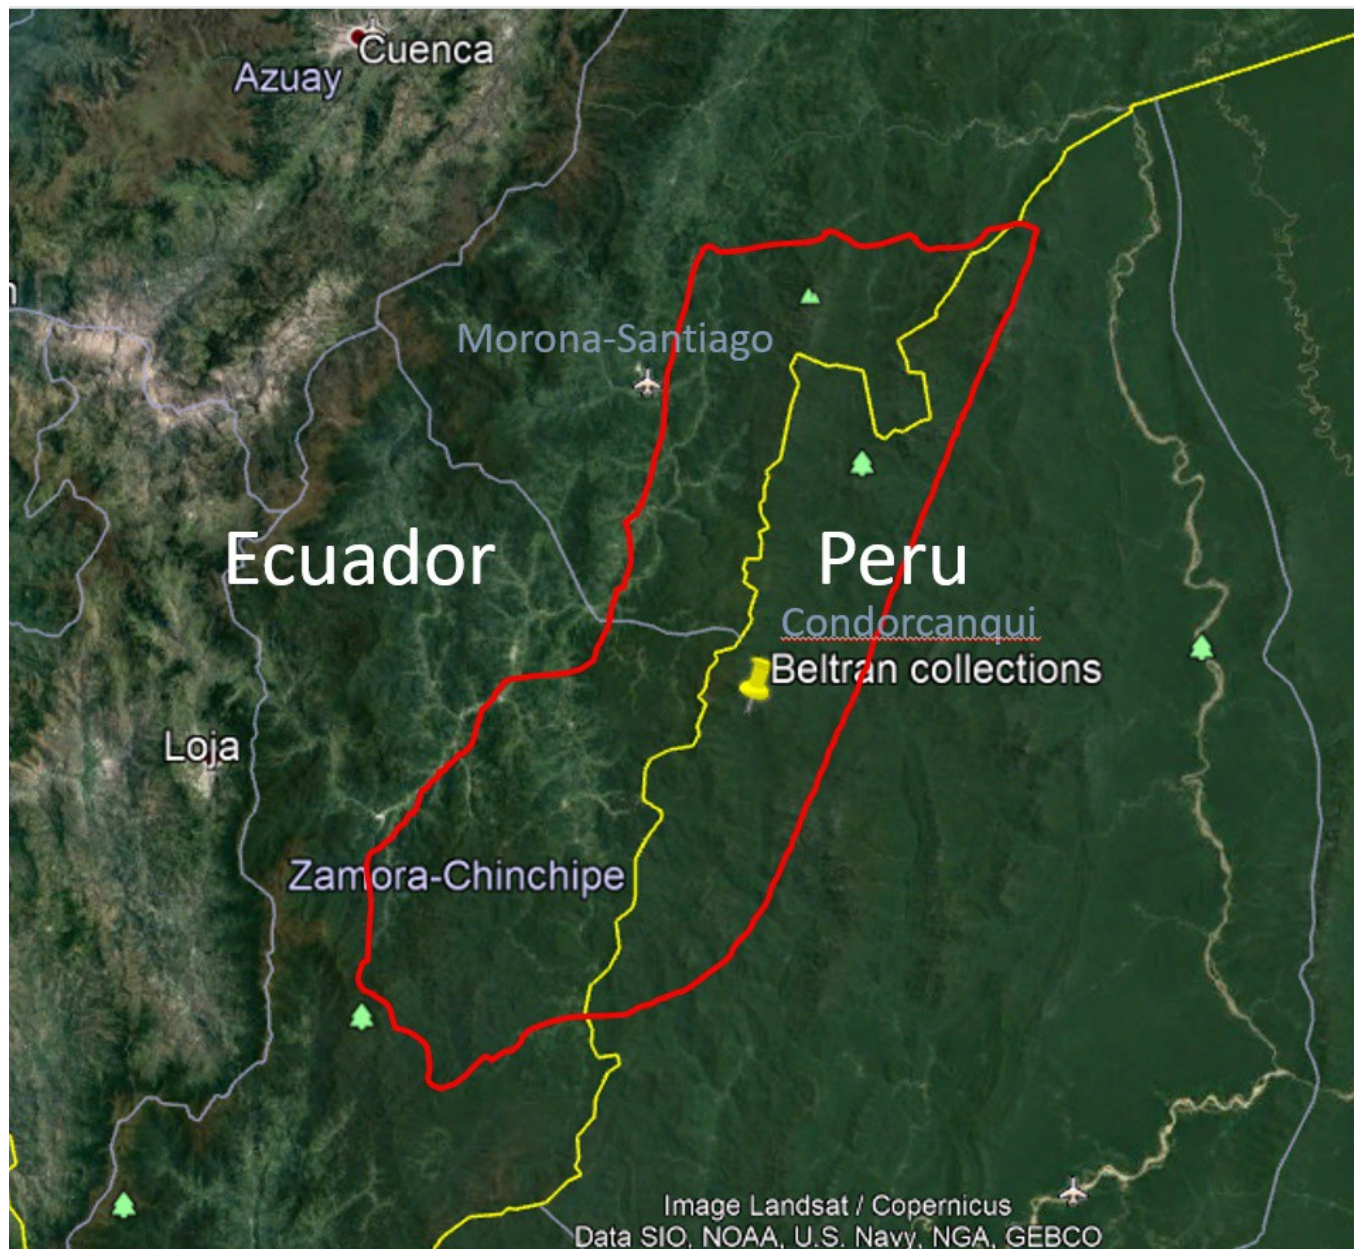 Cuenca
Azuay
n
Morona-Santiago
Ecuador
Peru
Condorcanqui
Beltran collections
Loja
Zamora-Chinchipe
Image Landsat / Copernicus
Data SIO, NOAA, U.S. Navy, NGA, GEBCO